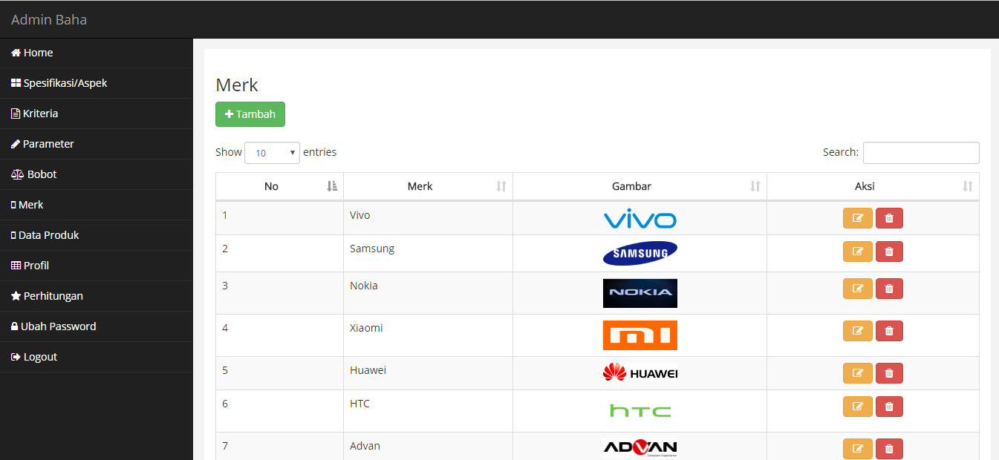 Admin Baha
Home
Spesifikasi/Aspek
Kriteria
Parameter
Bobot
Merk
Data Produk
Profil
Perhitungan
Ubah Password
Logout
Merk
Tambah
Show 10 entries Search:
No Merk Gambar Aksi
1 Vivo vivo
2 Samsung SAMSUNG
3 Nokia NOKIA
4 Xiaomi mi
5 Huawei HUAWEI
6 HTC hTC
7 Advan ADVAN
Computer Experience